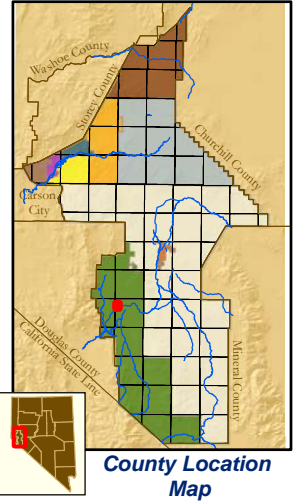 Washoe County
Storey County
Churchill County
Carson
City
Douglas County
California State Line
Mineral County
County Location
Map